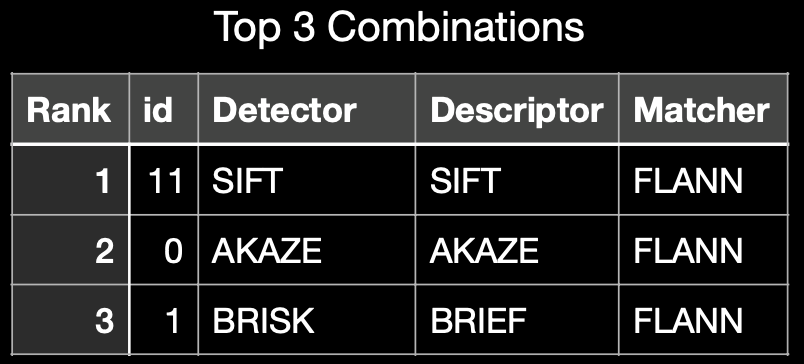 Top 3 Combinations
Rank id Detector Descriptor Matcher
1 11 SIFT SIFT FLANN
2 0 AKAZE AKAZE FLANN
3 1 BRISK BRIEF FLANN